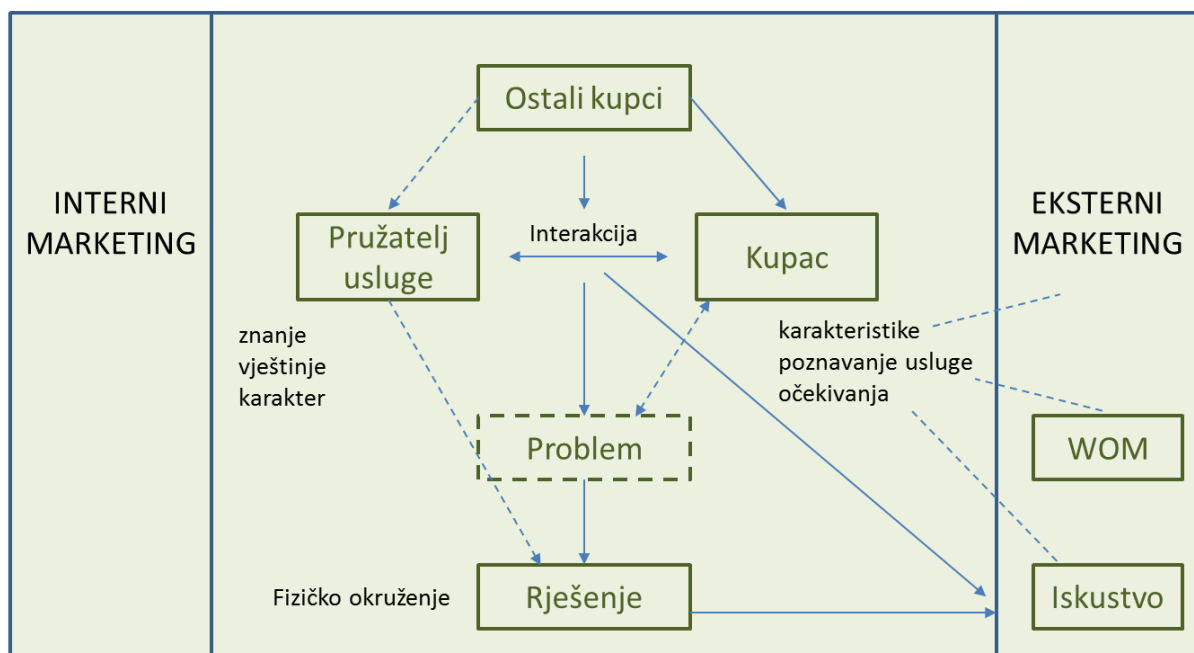 Ostali kupci
INTERNI
MARKETING
Pružatelj
usluge
Interakcija
Kupac
EKSTERNI
MARKETING
znanje
vještinje
karakter
karakteristike
poznavanje usluge
očekivanja
Problem
WOM
Fizičko okruženje
Rješenje
Iskustvo